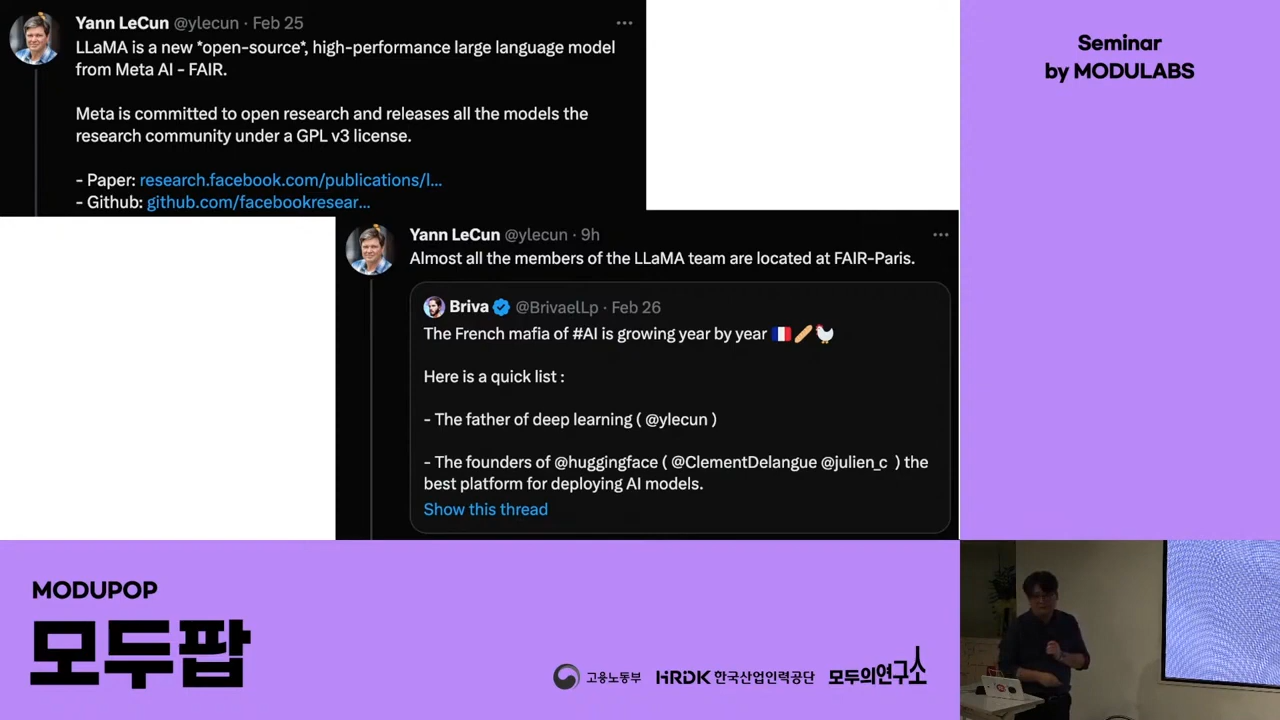 Yann LeCun @ylecun · Feb 25
LLaMA is a new *open-source*, high-performance large language model
from Meta AI - FAIR.
Meta is committed to open research and releases all the models the
research community under a GPL v3 license.
- Paper: research.facebook.com/publications/l...
- Github: github.com/facebookresear...
Yann LeCun @ylecun · 9h
Almost all the members of the LLaMA team are located at FAIR-Paris.
Briva @BrivaelLp · Feb 26
The French mafia of #AI is growing year by year 🇫🇷🥖🐓
Here is a quick list :
- The father of deep learning ( @ylecun )
- The founders of @huggingface ( @ClementDelangue @julien_c ) the
best platform for deploying AI models.
Show this thread
Seminar
by MODULABS
MODUPOP
모두팝
고용노동부 HRDK 한국산업인력공단 모두의연구소